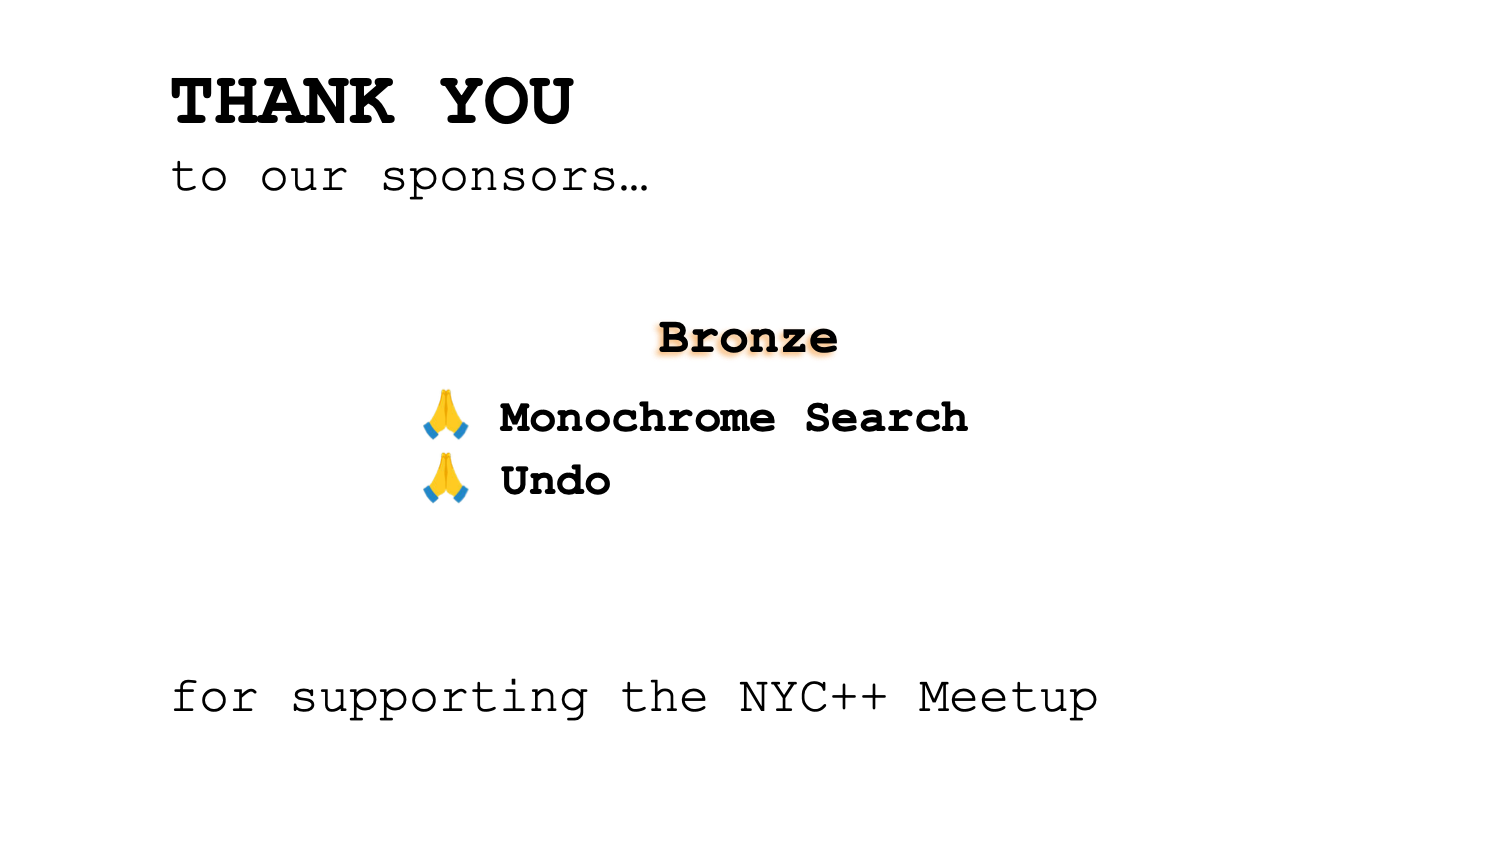 THANK YOU
to our sponsors…
Bronze
🙏 Monochrome Search
🙏 Undo
for supporting the NYC++ Meetup